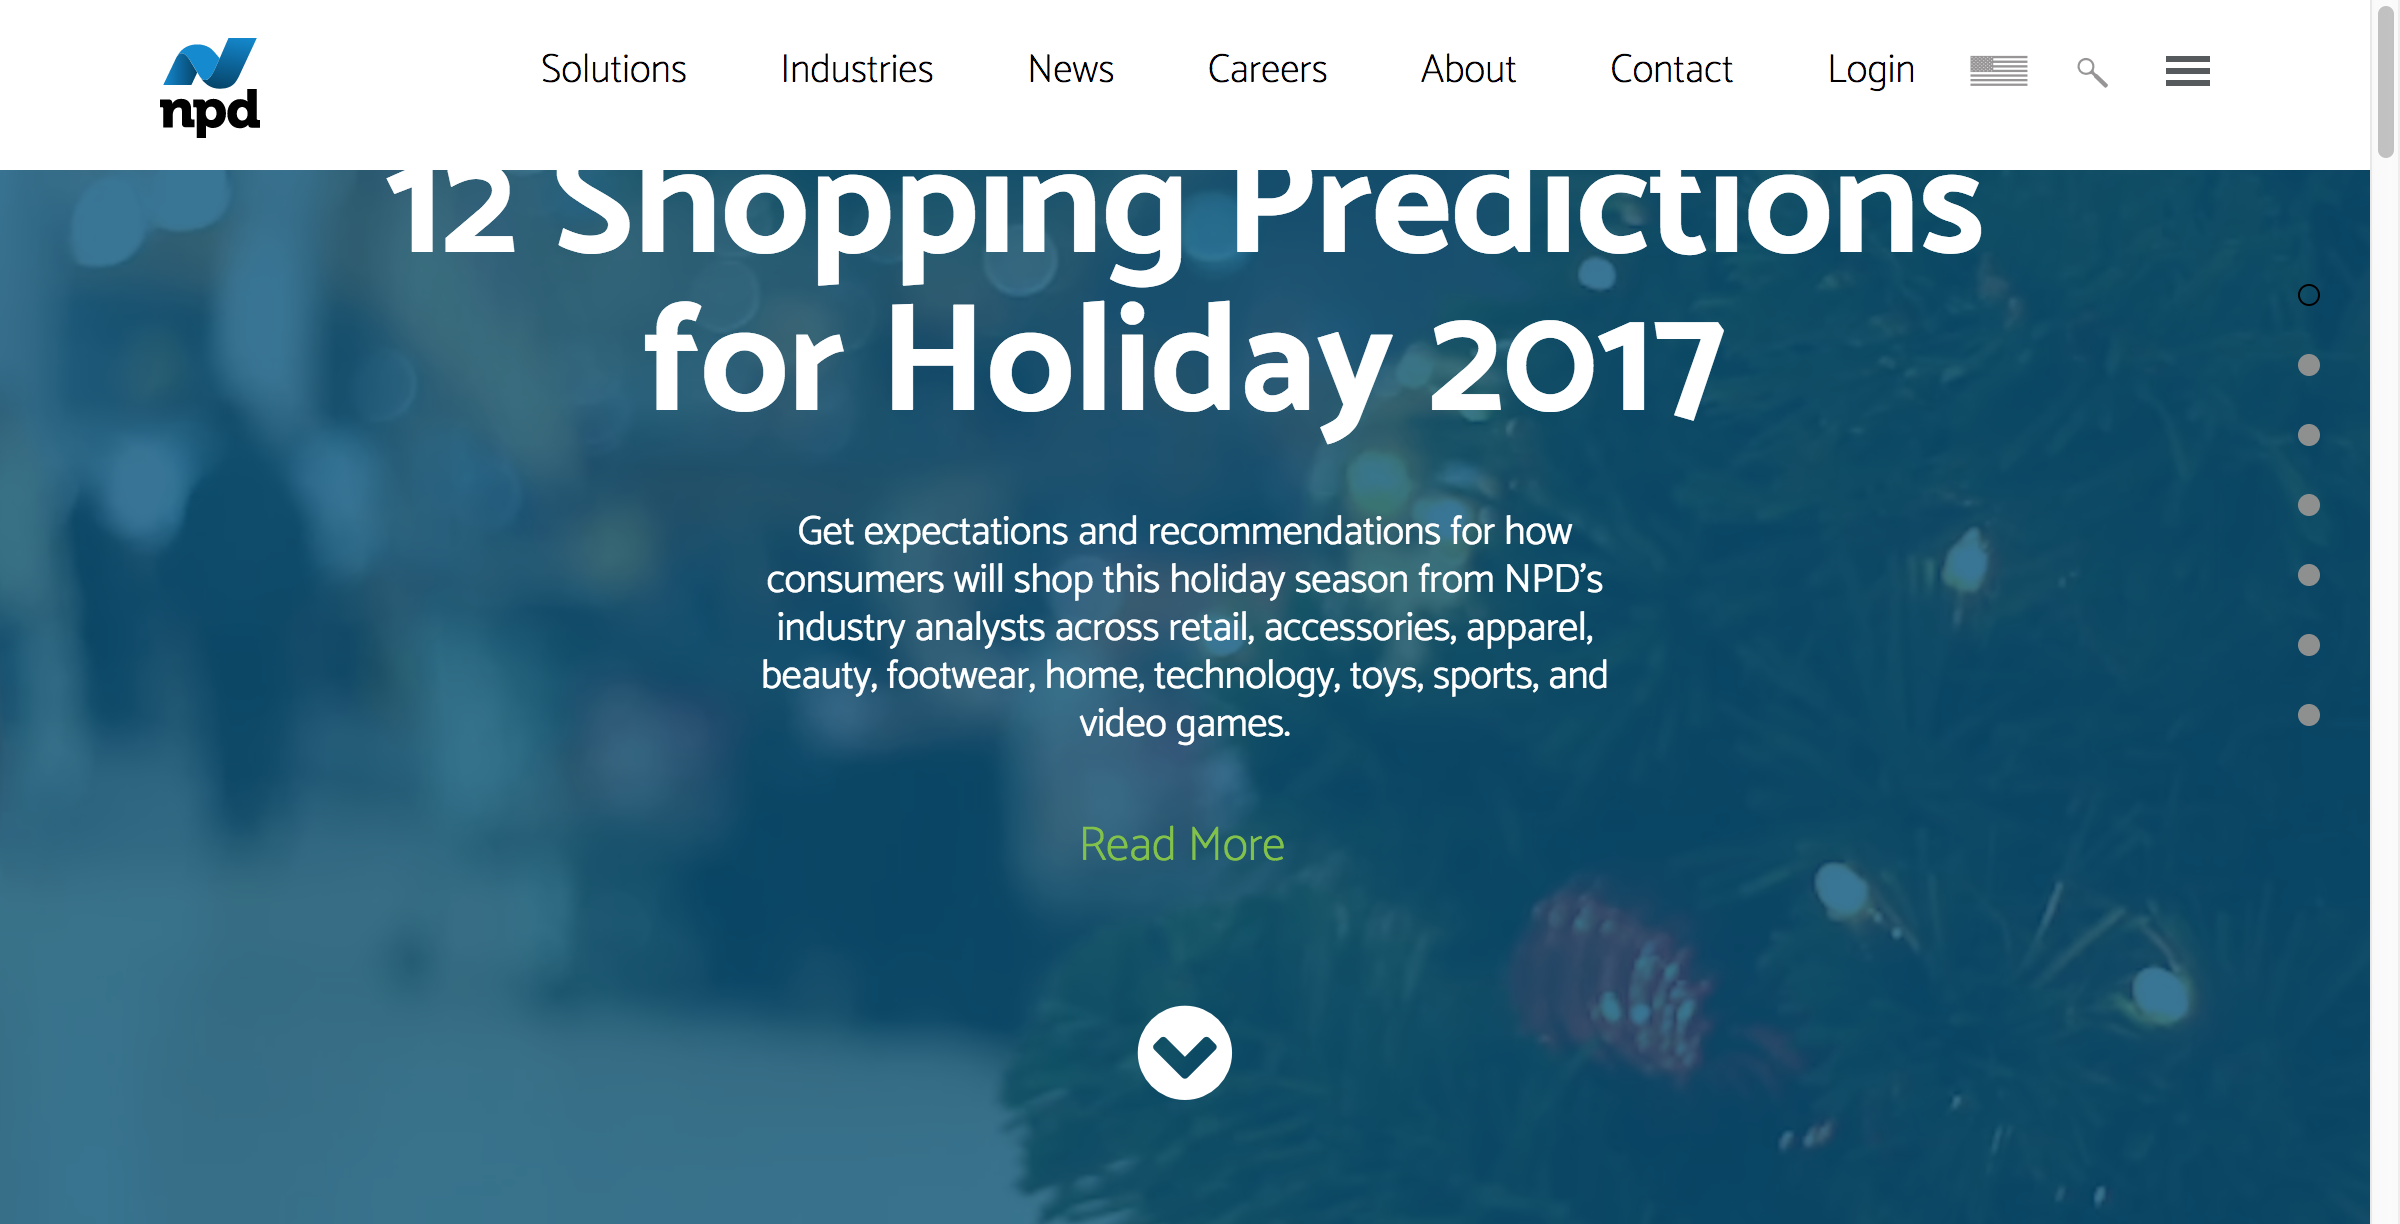 npd
Solutions Industries News Careers About Contact Login
12 Shopping Predictions
for Holiday 2017
Get expectations and recommendations for how
consumers will shop this holiday season from NPD’s
industry analysts across retail, accessories, apparel,
beauty, footwear, home, technology, toys, sports, and
video games.
Read More